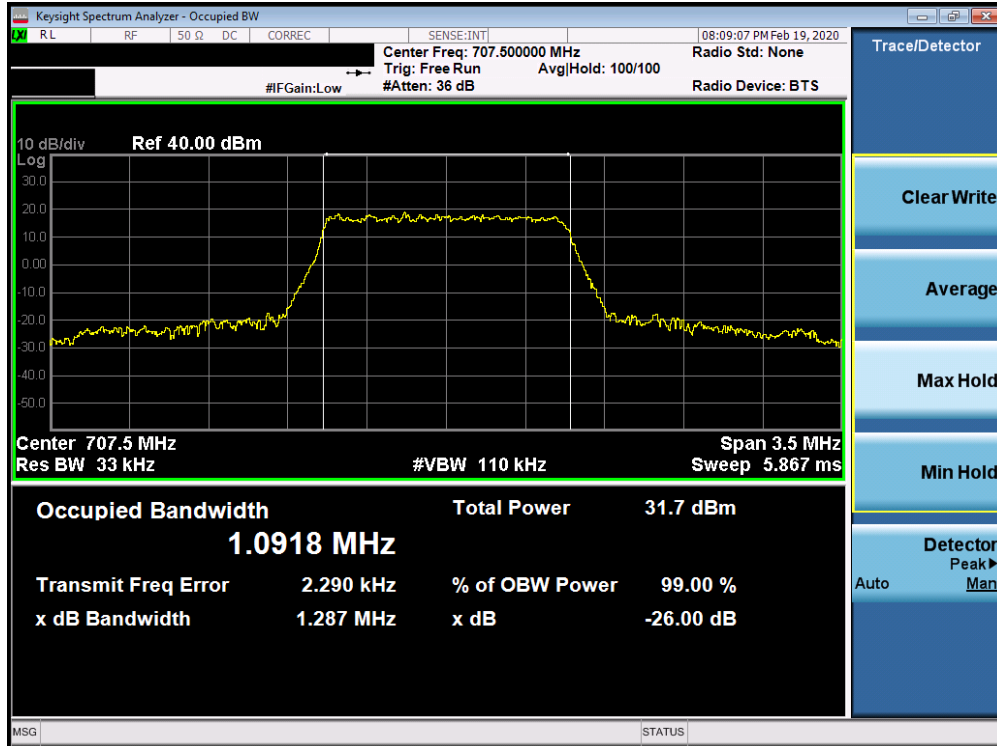 Keysight Spectrum Analyzer - Occupied BW
LXI RL RF 50 Ω DC CORREC SENSE:INT 08:09:07 PM Feb 19, 2020
Center Freq: 707.500000 MHz Radio Std: None
Trig: Free Run Avg|Hold: 100/100
#IFGain:Low #Atten: 36 dB Radio Device: BTS
10 dB/div Ref 40.00 dBm
Log
30.0
20.0
10.0
0.00
-10.0
-20.0
-30.0
-40.0
-50.0
Center 707.5 MHz Span 3.5 MHz
Res BW 33 kHz #VBW 110 kHz Sweep 5.867 ms
Occupied Bandwidth Total Power 31.7 dBm
1.0918 MHz
Transmit Freq Error 2.290 kHz % of OBW Power 99.00 %
x dB Bandwidth 1.287 MHz x dB -26.00 dB
MSG STATUS
Trace/Detector
Clear Write
Average
Max Hold
Min Hold
Detector
Peak▶
Auto Man